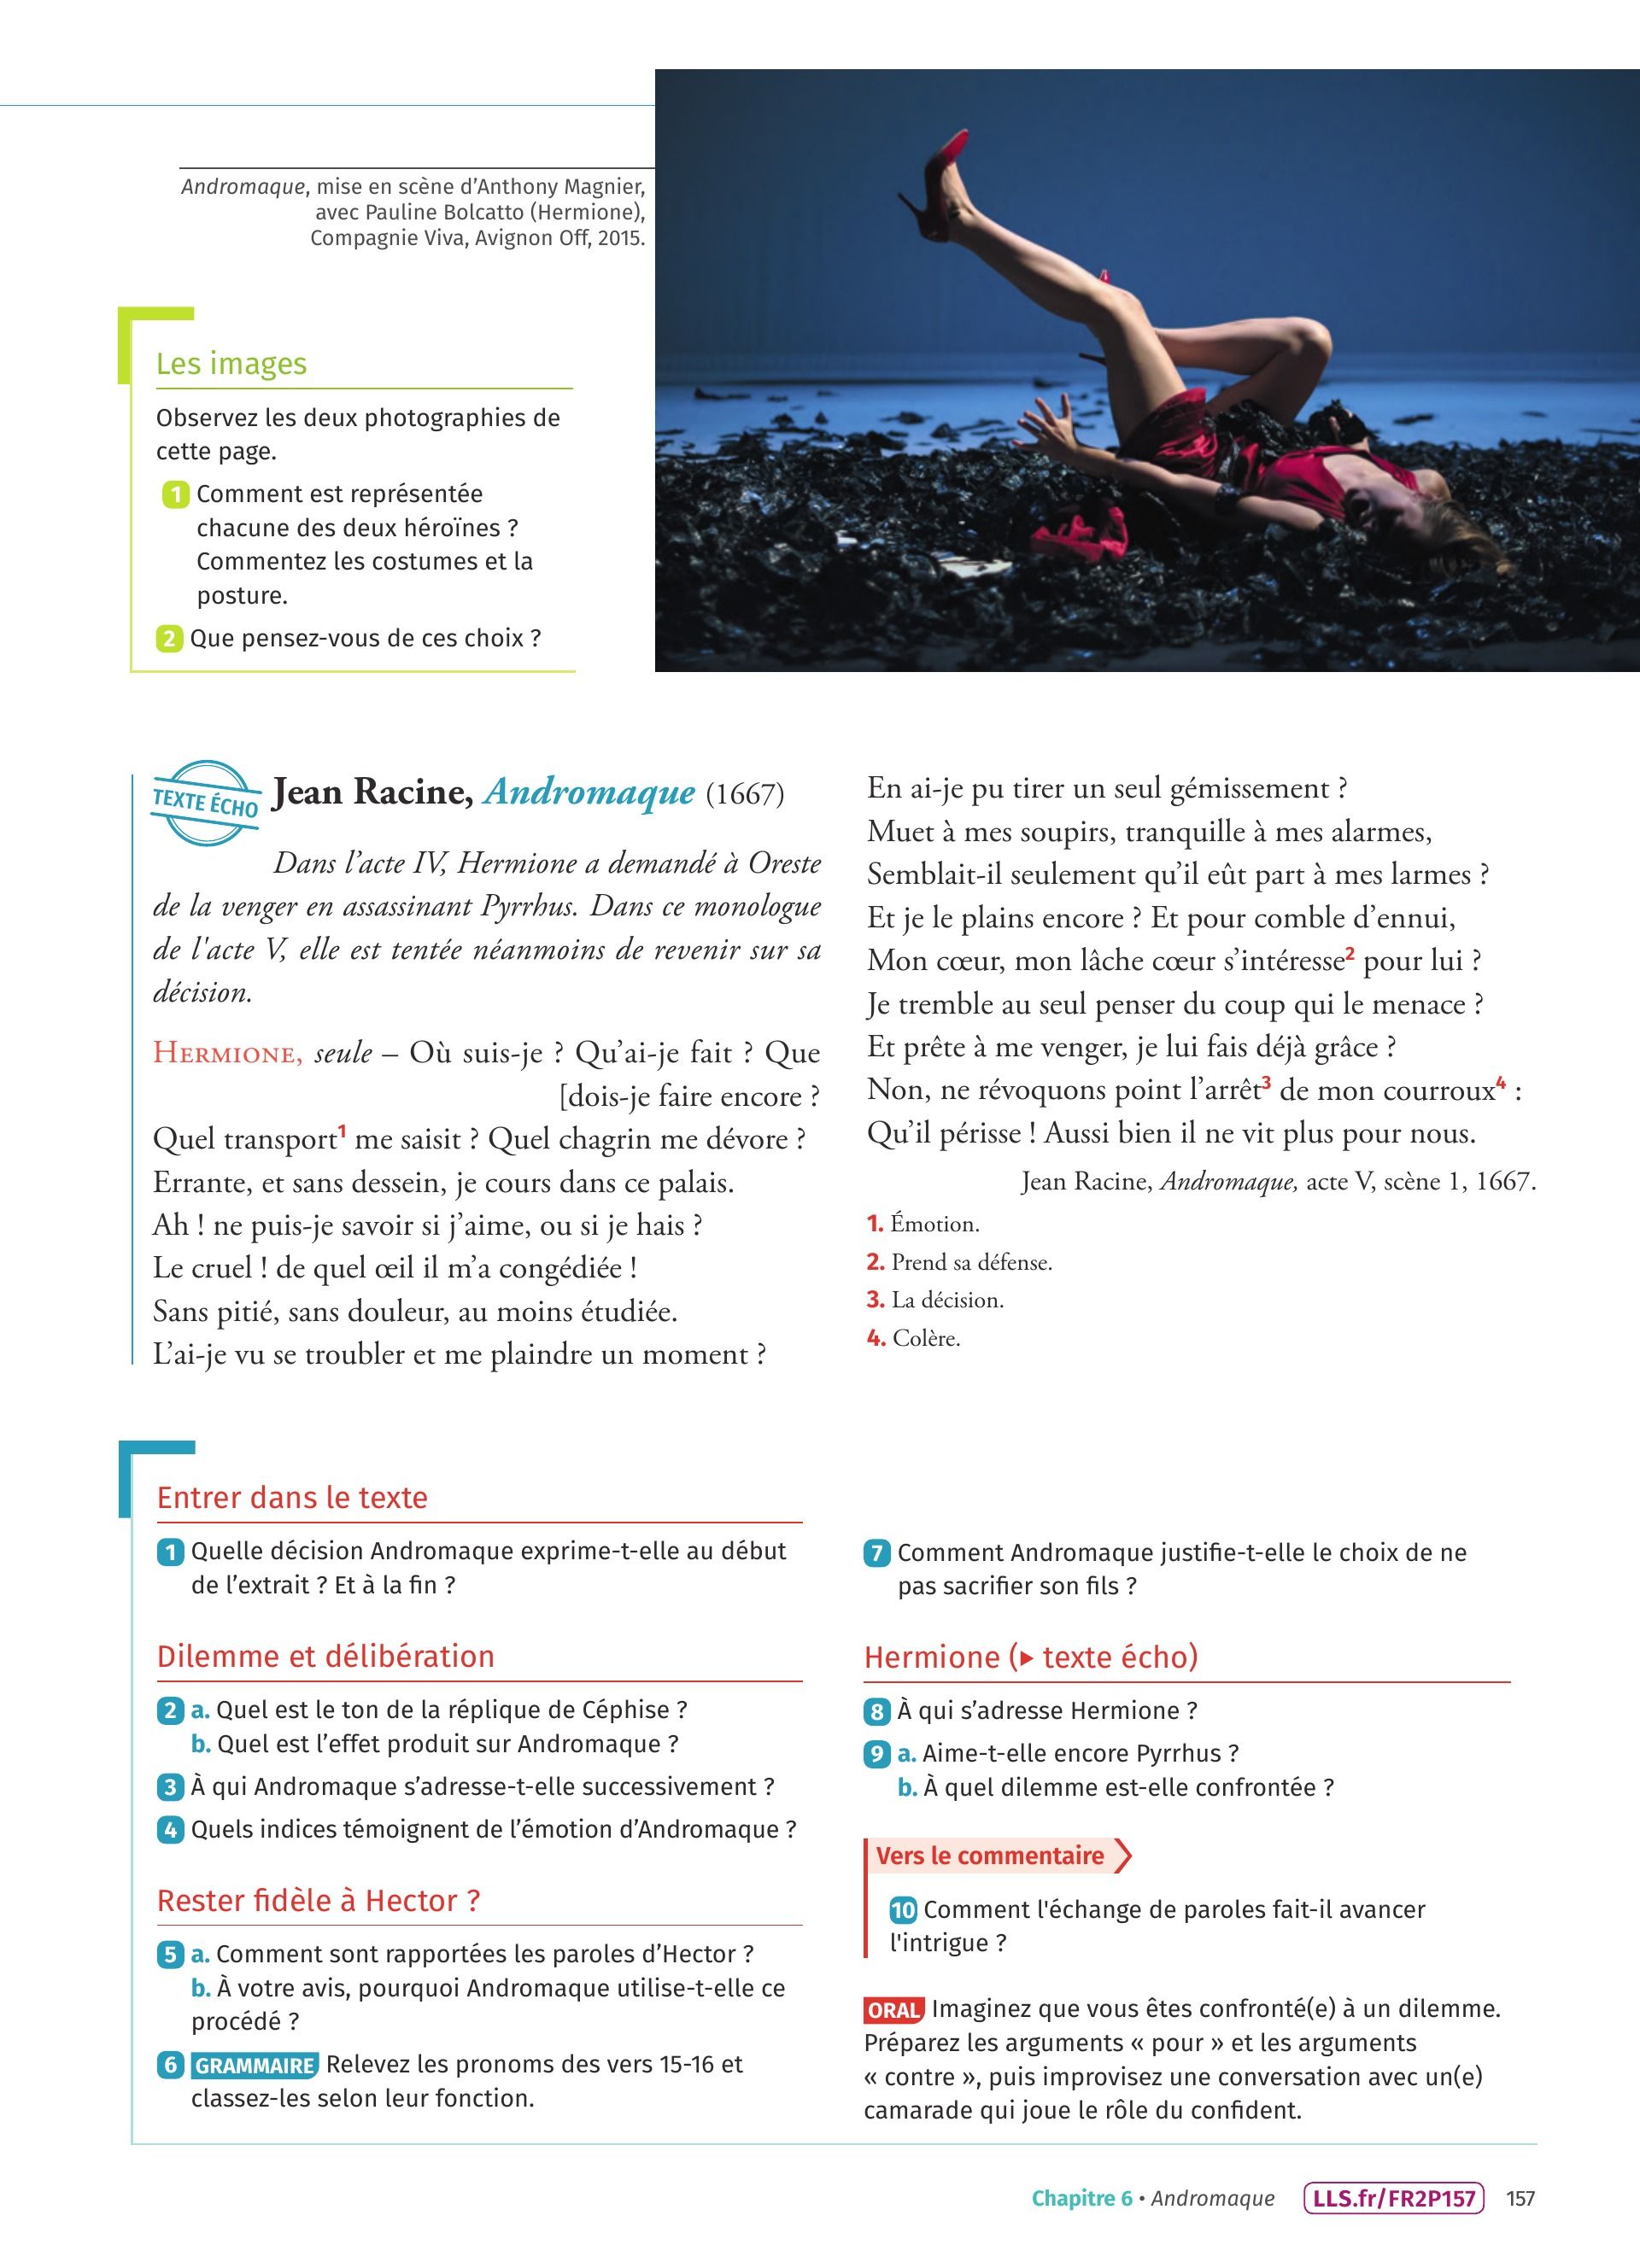 Andromaque, mise en scène d’Anthony Magnier,
avec Pauline Bolcatto (Hermione),
Compagnie Viva, Avignon Off, 2015.
Les images
Observez les deux photographies de
cette page.
1 Comment est représentée
chacune des deux héroïnes ?
Commentez les costumes et la
posture.
2 Que pensez-vous de ces choix ?
TEXTE ÉCHO
Jean Racine, Andromaque (1667)
Dans l’acte IV, Hermione a demandé à Oreste
de la venger en assassinant Pyrrhus. Dans ce monologue
de l'acte V, elle est tentée néanmoins de revenir sur sa
décision.
HERMIONE, seule – Où suis-je ? Qu’ai-je fait ? Que
[dois-je faire encore ?
Quel transport1 me saisit ? Quel chagrin me dévore ?
Errante, et sans dessein, je cours dans ce palais.
Ah ! ne puis-je savoir si j’aime, ou si je hais ?
Le cruel ! de quel œil il m’a congédiée !
Sans pitié, sans douleur, au moins étudiée.
L’ai-je vu se troubler et me plaindre un moment ?
En ai-je pu tirer un seul gémissement ?
Muet à mes soupirs, tranquille à mes alarmes,
Semblait-il seulement qu’il eût part à mes larmes ?
Et je le plains encore ? Et pour comble d’ennui,
Mon cœur, mon lâche cœur s’intéresse2 pour lui ?
Je tremble au seul penser du coup qui le menace ?
Et prête à me venger, je lui fais déjà grâce ?
Non, ne révoquons point l’arrêt3 de mon courroux4 :
Qu’il périsse ! Aussi bien il ne vit plus pour nous.
Jean Racine, Andromaque, acte V, scène 1, 1667.
1. Émotion.
2. Prend sa défense.
3. La décision.
4. Colère.
Entrer dans le texte
1 Quelle décision Andromaque exprime-t-elle au début
de l’extrait ? Et à la fin ?
Dilemme et délibération
2 a. Quel est le ton de la réplique de Céphise ?
b. Quel est l’effet produit sur Andromaque ?
3 À qui Andromaque s’adresse-t-elle successivement ?
4 Quels indices témoignent de l’émotion d’Andromaque ?
Rester fidèle à Hector ?
5 a. Comment sont rapportées les paroles d’Hector ?
b. À votre avis, pourquoi Andromaque utilise-t-elle ce
procédé ?
6 GRAMMAIRE Relevez les pronoms des vers 15-16 et
classez-les selon leur fonction.
7 Comment Andromaque justifie-t-elle le choix de ne
pas sacrifier son fils ?
Hermione (▸ texte écho)
8 À qui s’adresse Hermione ?
9 a. Aime-t-elle encore Pyrrhus ?
b. À quel dilemme est-elle confrontée ?
Vers le commentaire
10 Comment l'échange de paroles fait-il avancer
l'intrigue ?
ORAL Imaginez que vous êtes confronté(e) à un dilemme.
Préparez les arguments « pour » et les arguments
« contre », puis improvisez une conversation avec un(e)
camarade qui joue le rôle du confident.
Chapitre 6 • Andromaque LLS.fr/FR2P157 157